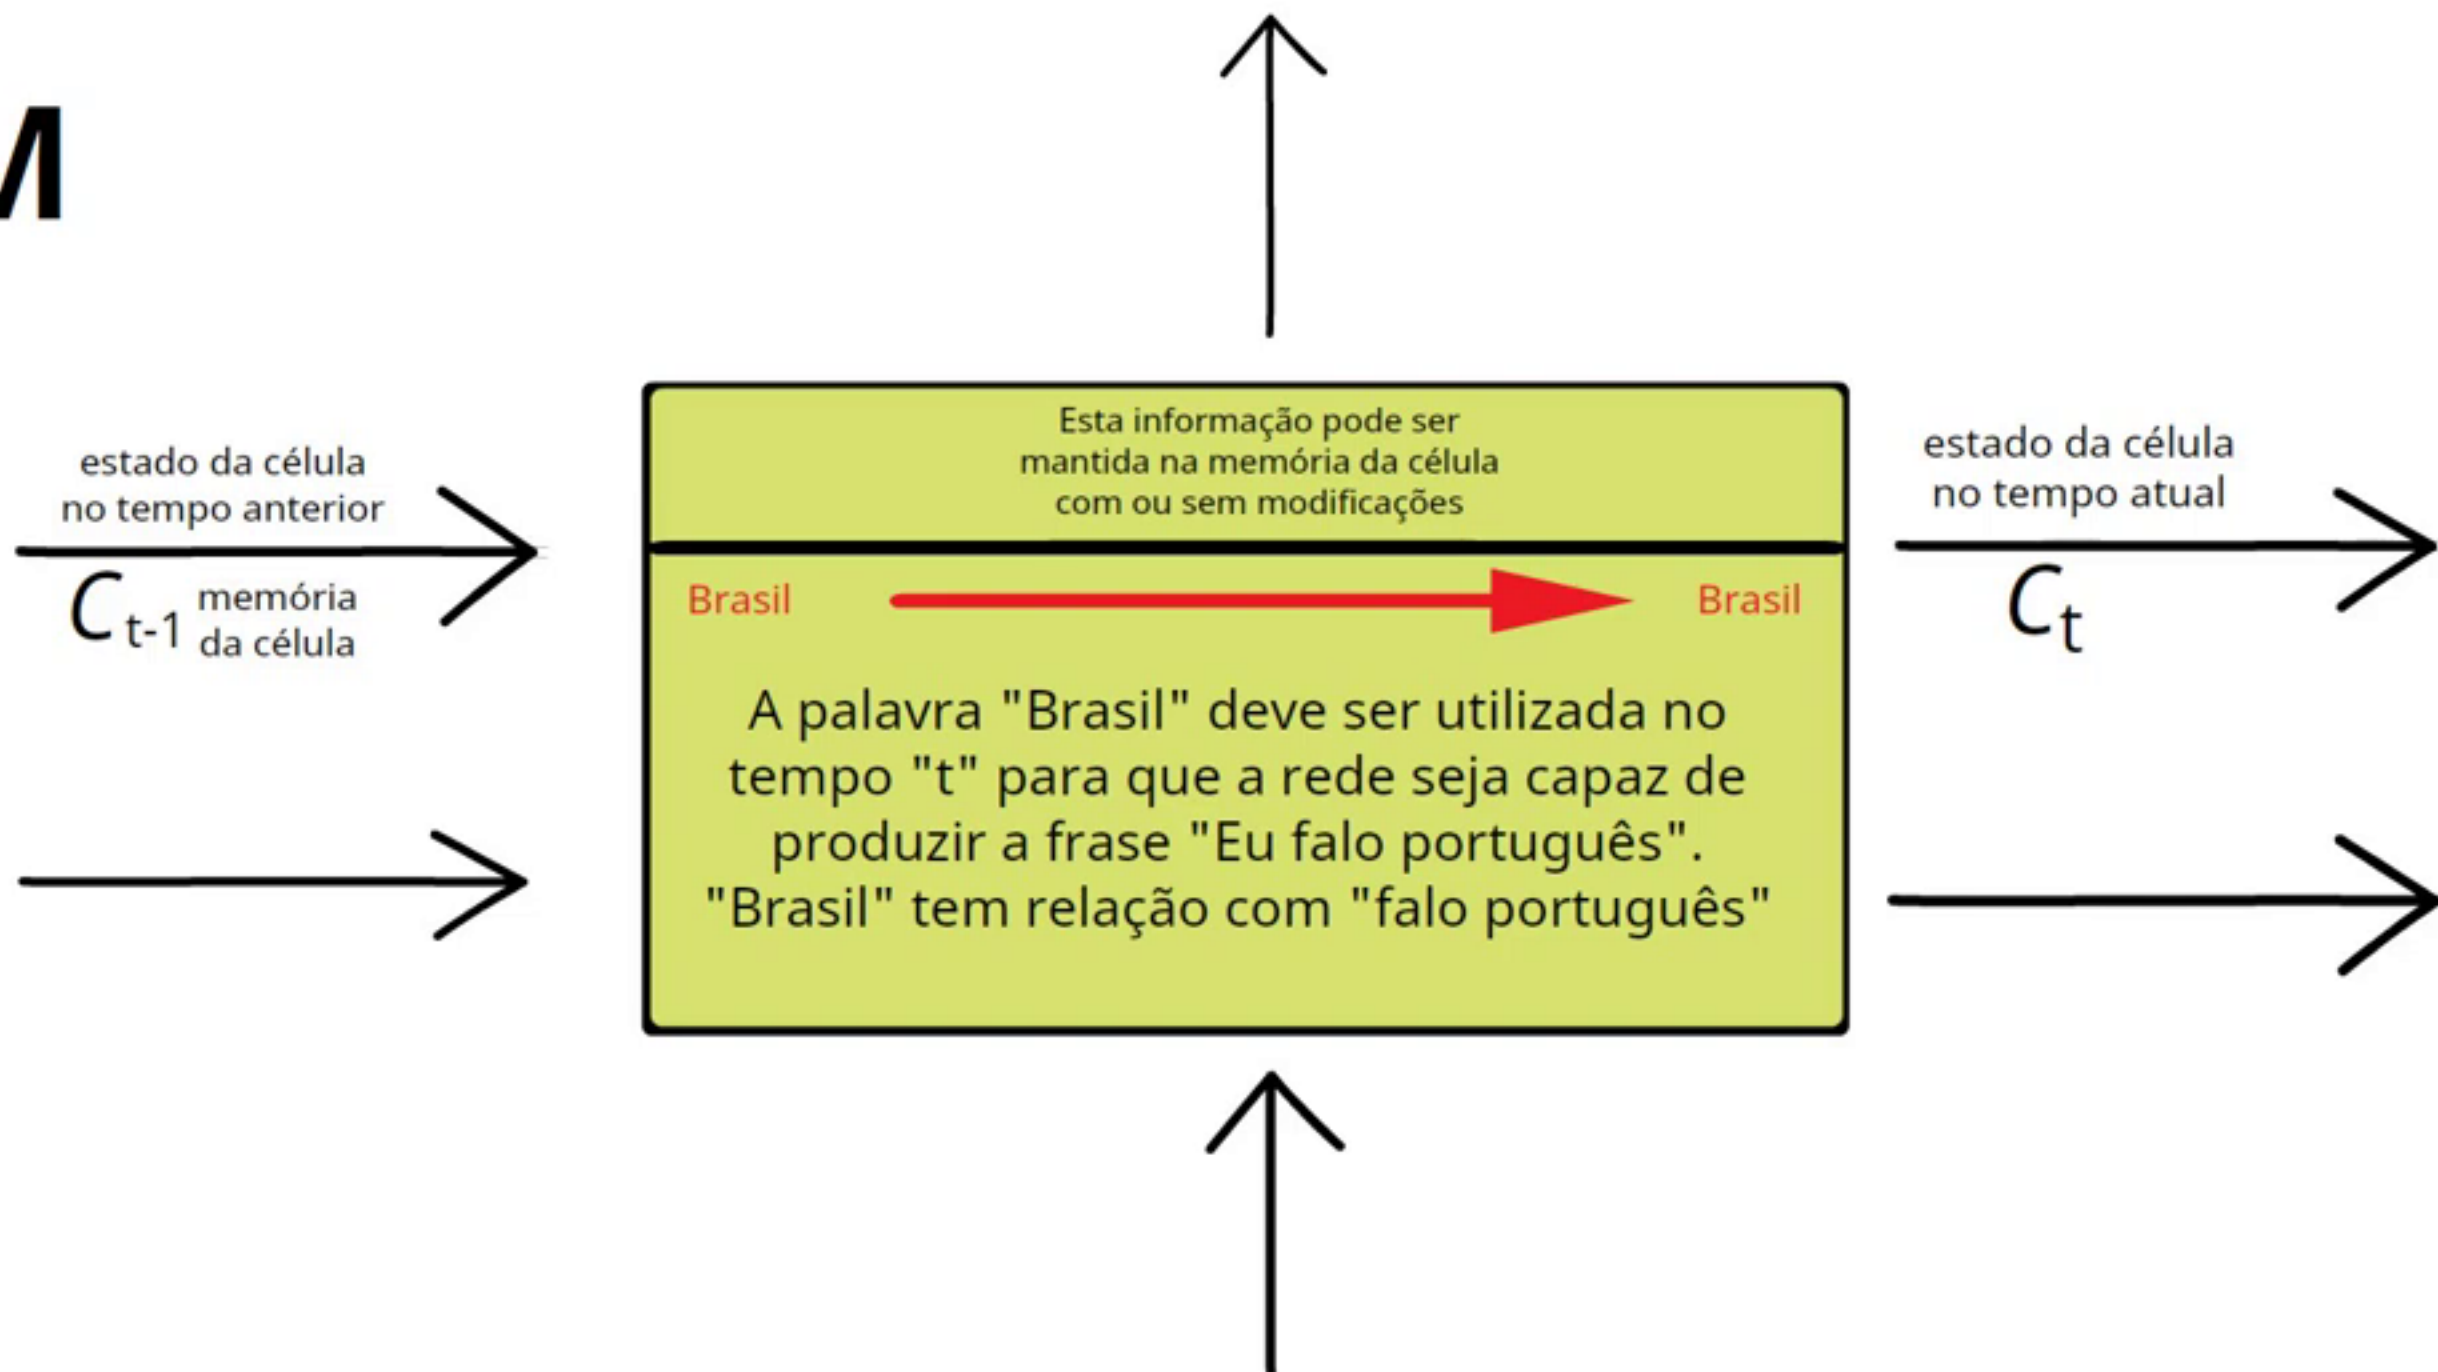 M
Esta informação pode ser
mantida na memória da célula
com ou sem modificações
estado da célula
no tempo anterior
C t-1 memória
da célula
estado da célula
no tempo atual
Ct
Brasil Brasil
A palavra "Brasil" deve ser utilizada no
tempo "t" para que a rede seja capaz de
produzir a frase "Eu falo português".
"Brasil" tem relação com "falo português"